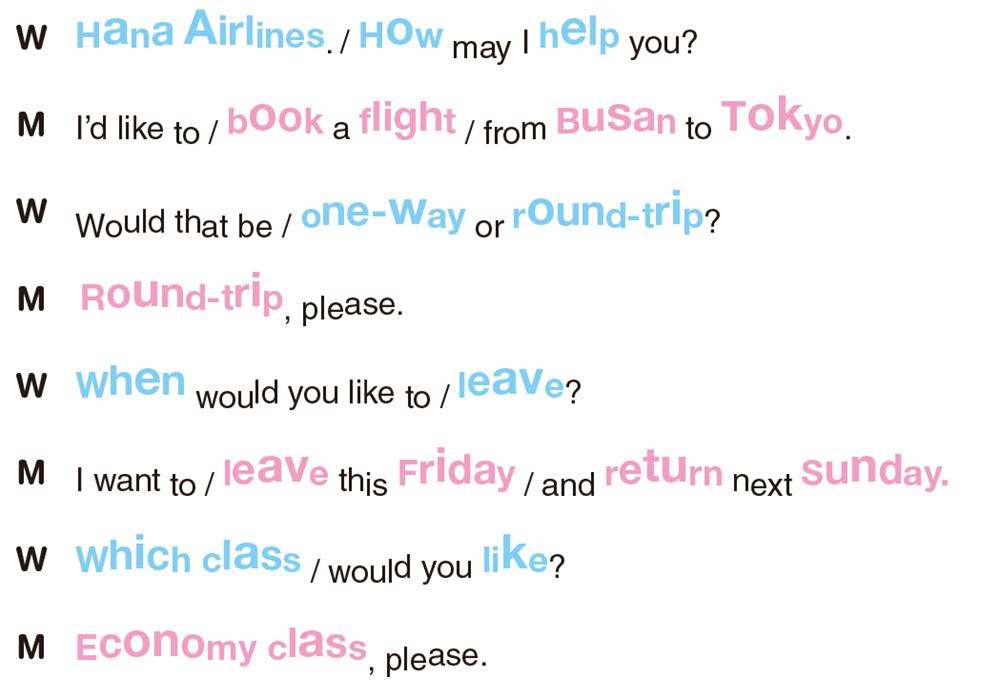 W Hana Airlines. / How may I help you?
M I'd like to / book a flight / from Busan to Tokyo.
W Would that be / one-way or round-trip?
M Round-trip, please.
W when would you like to / leave?
M I want to / leave this Friday / and return next sunday.
W which class / would you like?
M Economy class, please.